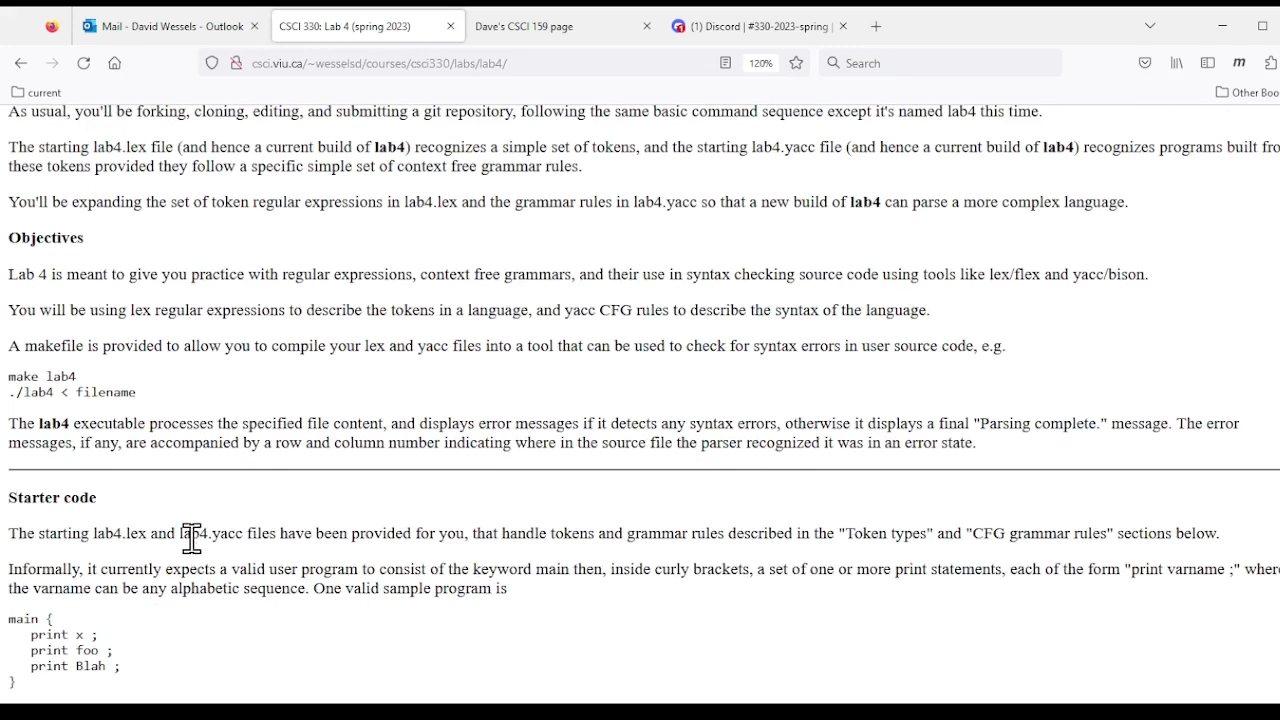 Mail - David Wessels - Outlook
CSCI 330: Lab 4 (spring 2023)
Dave's CSCI 159 page
(1) Discord | #330-2023-spring |
csci.viu.ca/~wesselsd/courses/csci330/labs/lab4/
120%
Search
current
Other Boo
As usual, you'll be forking, cloning, editing, and submitting a git repository, following the same basic command sequence except it's named lab4 this time.
The starting lab4.lex file (and hence a current build of lab4) recognizes a simple set of tokens, and the starting lab4.yacc file (and hence a current build of lab4) recognizes programs built fro
these tokens provided they follow a specific simple set of context free grammar rules.
You'll be expanding the set of token regular expressions in lab4.lex and the grammar rules in lab4.yacc so that a new build of lab4 can parse a more complex language.
Objectives
Lab 4 is meant to give you practice with regular expressions, context free grammars, and their use in syntax checking source code using tools like lex/flex and yacc/bison.
You will be using lex regular expressions to describe the tokens in a language, and yacc CFG rules to describe the syntax of the language.
A makefile is provided to allow you to compile your lex and yacc files into a tool that can be used to check for syntax errors in user source code, e.g.
make lab4
./lab4 < filename
The lab4 executable processes the specified file content, and displays error messages if it detects any syntax errors, otherwise it displays a final "Parsing complete." message. The error
messages, if any, are accompanied by a row and column number indicating where in the source file the parser recognized it was in an error state.
Starter code
The starting lab4.lex and lab4.yacc files have been provided for you, that handle tokens and grammar rules described in the "Token types" and "CFG grammar rules" sections below.
Informally, it currently expects a valid user program to consist of the keyword main then, inside curly brackets, a set of one or more print statements, each of the form "print varname ;" wher
the varname can be any alphabetic sequence. One valid sample program is
main {
print x ;
print foo ;
print Blah ;
}